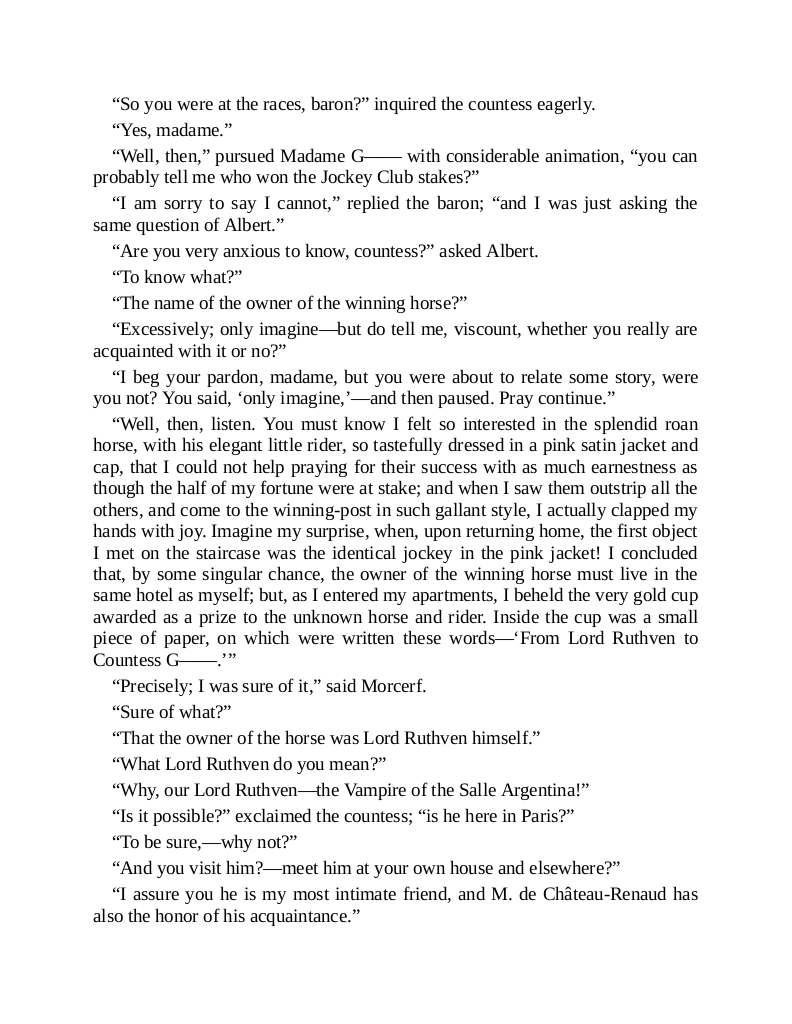 “So you were at the races, baron?” inquired the countess eagerly.
“Yes, madame.”
“Well, then,” pursued Madame G—— with considerable animation, “you can
probably tell me who won the Jockey Club stakes?”
“I am sorry to say I cannot,” replied the baron; “and I was just asking the
same question of Albert.”
“Are you very anxious to know, countess?” asked Albert.
“To know what?”
“The name of the owner of the winning horse?”
“Excessively; only imagine—but do tell me, viscount, whether you really are
acquainted with it or no?”
“I beg your pardon, madame, but you were about to relate some story, were
you not? You said, ‘only imagine,’—and then paused. Pray continue.”
“Well, then, listen. You must know I felt so interested in the splendid roan
horse, with his elegant little rider, so tastefully dressed in a pink satin jacket and
cap, that I could not help praying for their success with as much earnestness as
though the half of my fortune were at stake; and when I saw them outstrip all the
others, and come to the winning-post in such gallant style, I actually clapped my
hands with joy. Imagine my surprise, when, upon returning home, the first object
I met on the staircase was the identical jockey in the pink jacket! I concluded
that, by some singular chance, the owner of the winning horse must live in the
same hotel as myself; but, as I entered my apartments, I beheld the very gold cup
awarded as a prize to the unknown horse and rider. Inside the cup was a small
piece of paper, on which were written these words—‘From Lord Ruthven to
Countess G——.’”
“Precisely; I was sure of it,” said Morcerf.
“Sure of what?”
“That the owner of the horse was Lord Ruthven himself.”
“What Lord Ruthven do you mean?”
“Why, our Lord Ruthven—the Vampire of the Salle Argentina!”
“Is it possible?” exclaimed the countess; “is he here in Paris?”
“To be sure,—why not?”
“And you visit him?—meet him at your own house and elsewhere?”
“I assure you he is my most intimate friend, and M. de Château-Renaud has
also the honor of his acquaintance.”